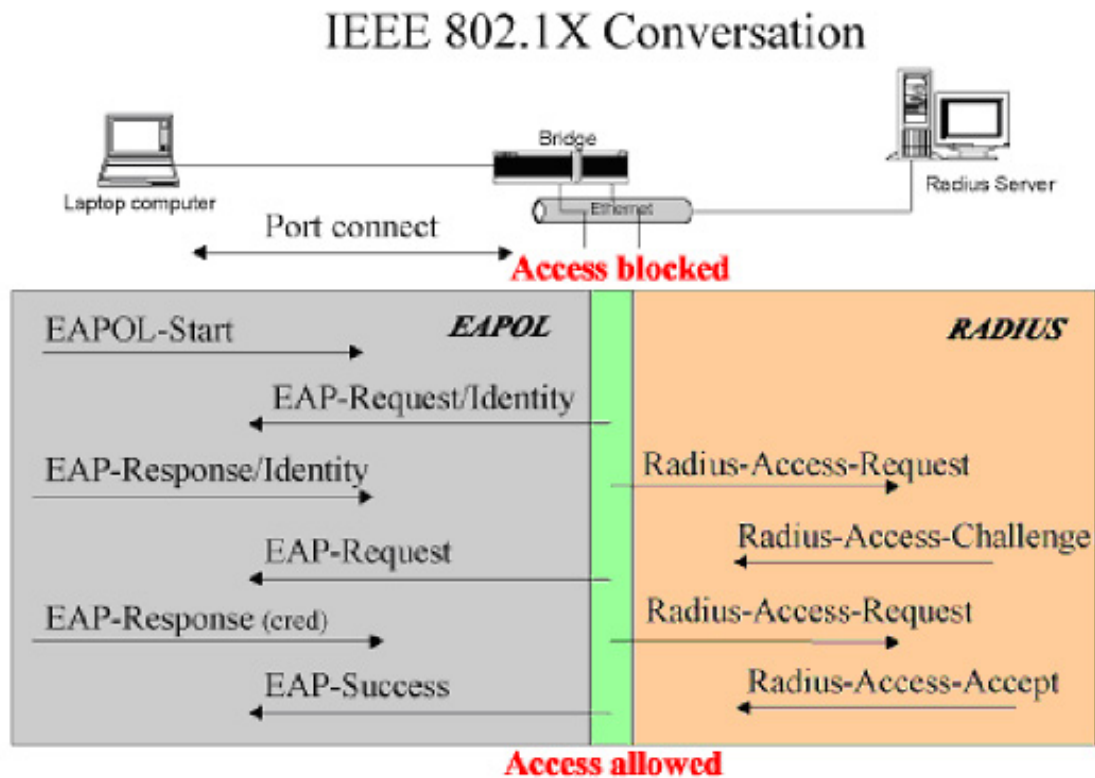 IEEE 802.1X Conversation
Bridge
Laptop computer
Radius Server
Ethernet
Port connect
Access blocked
EAPOL-Start
EAPOL
RADIUS
EAP-Request/Identity
EAP-Response/Identity
Radius-Access-Request
EAP-Request
Radius-Access-Challenge
EAP-Response (cred)
Radius-Access-Request
EAP-Success
Radius-Access-Accept
Access allowed